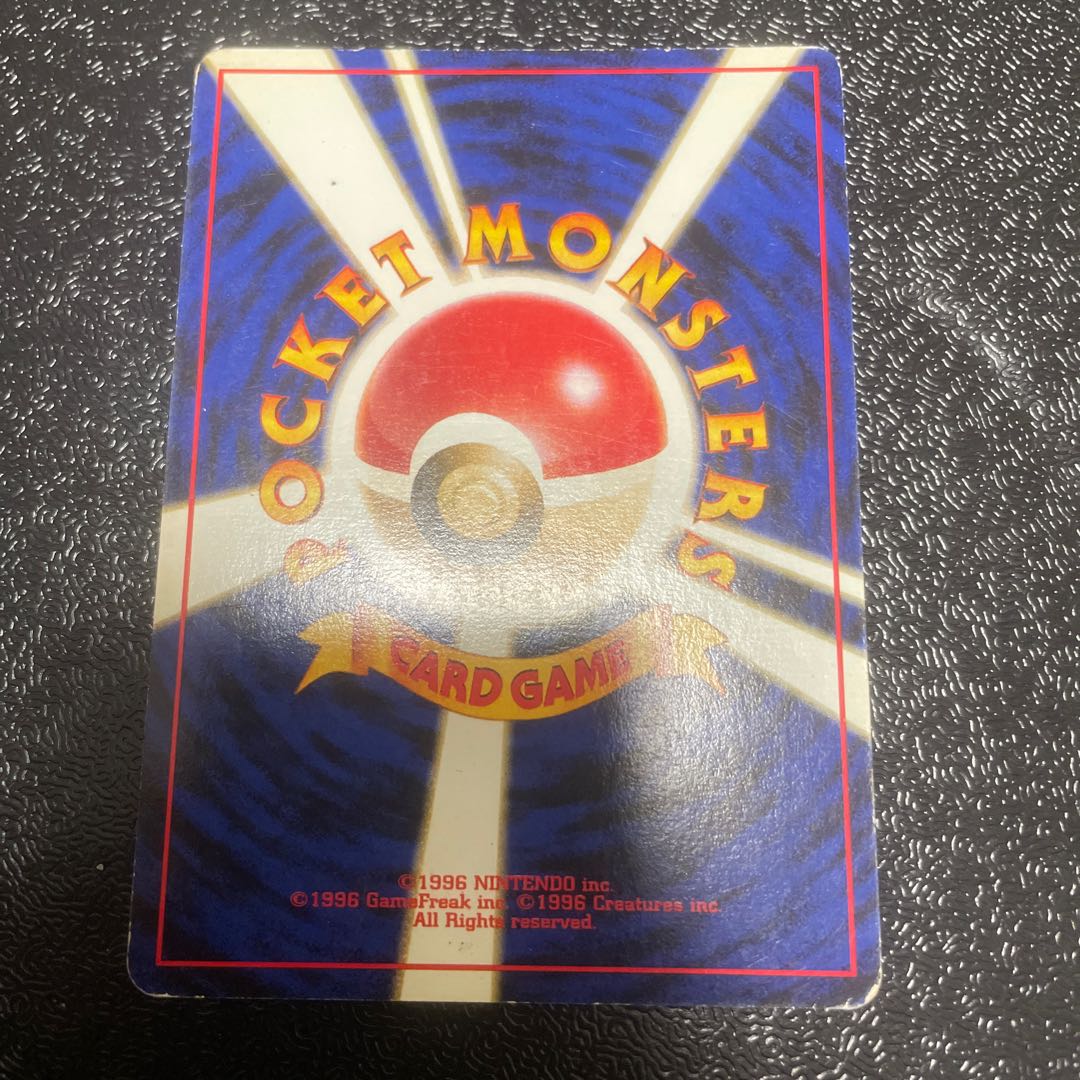 POCKET MONSTERS
CARD GAME
©1996 NINTENDO inc.
©1996 GameFreak inc. ©1996 Creatures inc.
All Rights reserved.